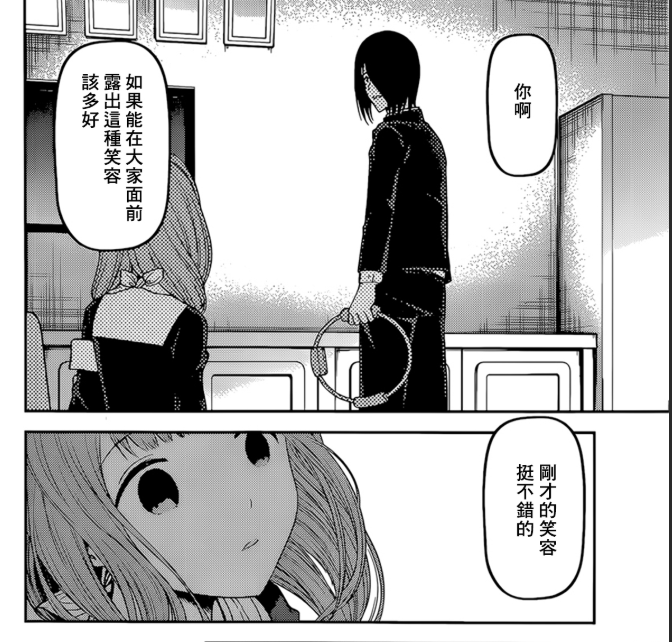 你啊
如果能在大家面前
露出這種笑容
該多好
剛才的笑容
挺不錯的